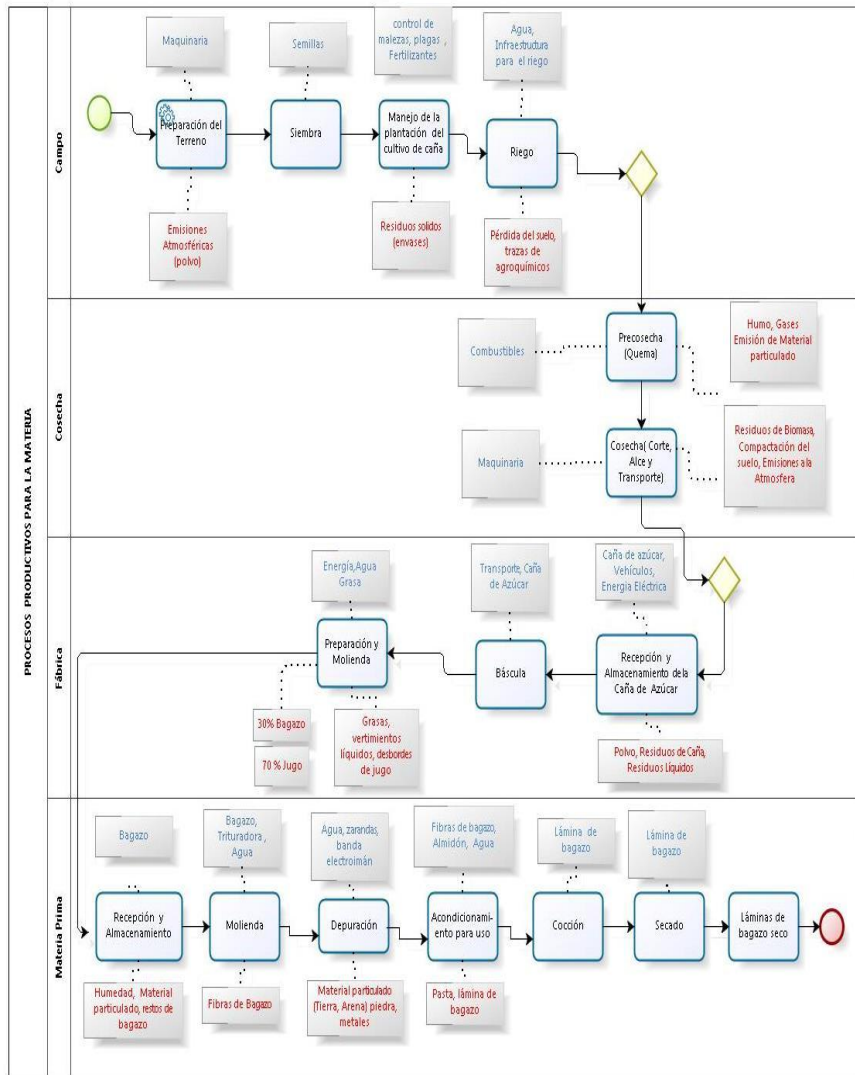 PROCESOS PRODUCTIVOS PARA LA MATERIA
Campo
Maquinaria
Semillas
control de
malezas, plagas ,
Fertilizantes
Agua,
Infraestructura
para el riego
Preparación del
Terreno
Siembra
Manejo de la
plantación del
cultivo de caña
Riego
Emisiones
Atmosféricas
(polvo)
Residuos solidos
(envases)
Pérdida del suelo,
trazas de
agroquímicos
Cosecha
Combustibles
Precosecha
(Quema)
Humo, Gases
Emisión de Material
particulado
Maquinaria
Cosecha( Corte,
Alce y
Transporte)
Residuos de Biomasa,
Compactación del
suelo, Emisiones a la
Atmosfera
Fábrica
Energía,Agua
Grasa
Transporte, Caña
de Azúcar
Caña de azúcar,
Vehículos,
Energia Eléctrica
Preparación y
Molienda
Báscula
Recepción y
Almacenamiento de la
Caña de Azúcar
30% Bagazo
70 % Jugo
Grasas,
vertimientos
líquidos, desbordes
de jugo
Polvo, Residuos de Caña,
Residuos Líquidos
Materia Prima
Bagazo
Bagazo,
Trituradora ,
Agua
Agua, zarandas,
banda
electroimán
Fibras de bagazo,
Almidón, Agua
Lámina de
bagazo
Lámina de
bagazo
Recepción y
Almacenamiento
Molienda
Depuración
Acondicionami-
ento para uso
Cocción
Secado
Láminas de
bagazo seco
Humedad, Material
particulado, restos de
bagazo
Fibras de Bagazo
Material particulado
(Tierra, Arena) piedra,
metales
Pasta, lámina de
bagazo